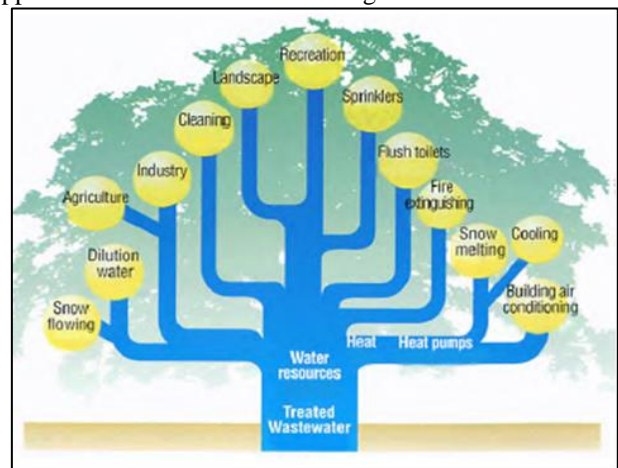 Recreation
Landscape
Sprinklers
Cleaning
Flush toilets
Industry
Fire
extinguishing
Agriculture
Snow
melting
Cooling
Dilution
water
Building air
conditioning
Snow
flowing
Heat
Heat pumps
Water
resources
Treated
Wastewater